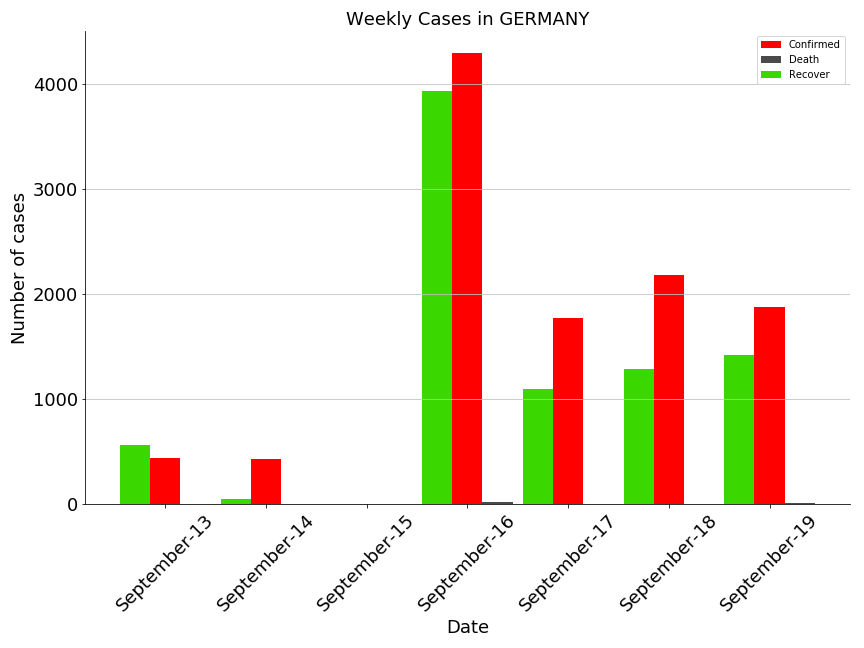 Weekly Cases in GERMANY
Confirmed
Death
Recover
Number of cases
4000
3000
2000
1000
0
September-13
September-14
September-15
September-16
September-17
September-18
September-19
Date